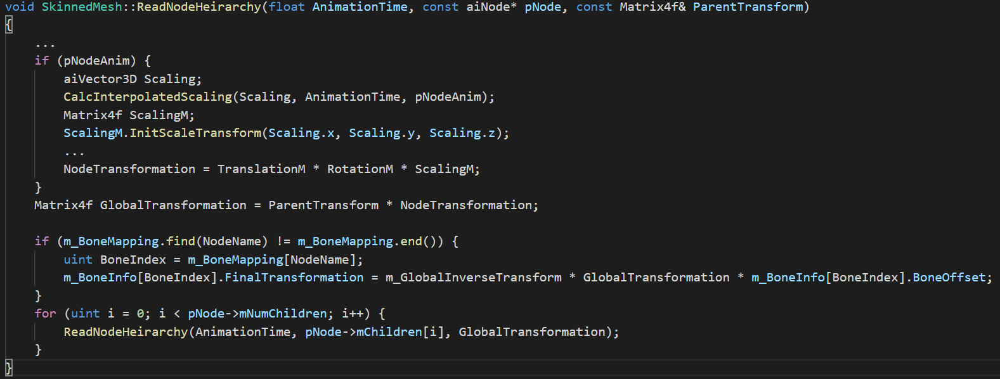 void SkinnedMesh::ReadNodeHeirarchy(float AnimationTime, const aiNode* pNode, const Matrix4f& ParentTransform)
{
    ...
    if (pNodeAnim) {
        aiVector3D Scaling;
        CalcInterpolatedScaling(Scaling, AnimationTime, pNodeAnim);
        Matrix4f ScalingM;
        ScalingM.InitScaleTransform(Scaling.x, Scaling.y, Scaling.z);
        ...
        NodeTransformation = TranslationM * RotationM * ScalingM;
    }
    Matrix4f GlobalTransformation = ParentTransform * NodeTransformation;

    if (m_BoneMapping.find(NodeName) != m_BoneMapping.end()) {
        uint BoneIndex = m_BoneMapping[NodeName];
        m_BoneInfo[BoneIndex].FinalTransformation = m_GlobalInverseTransform * GlobalTransformation * m_BoneInfo[BoneIndex].BoneOffset;
    }
    for (uint i = 0; i < pNode->mNumChildren; i++) {
        ReadNodeHeirarchy(AnimationTime, pNode->mChildren[i], GlobalTransformation);
    }
}